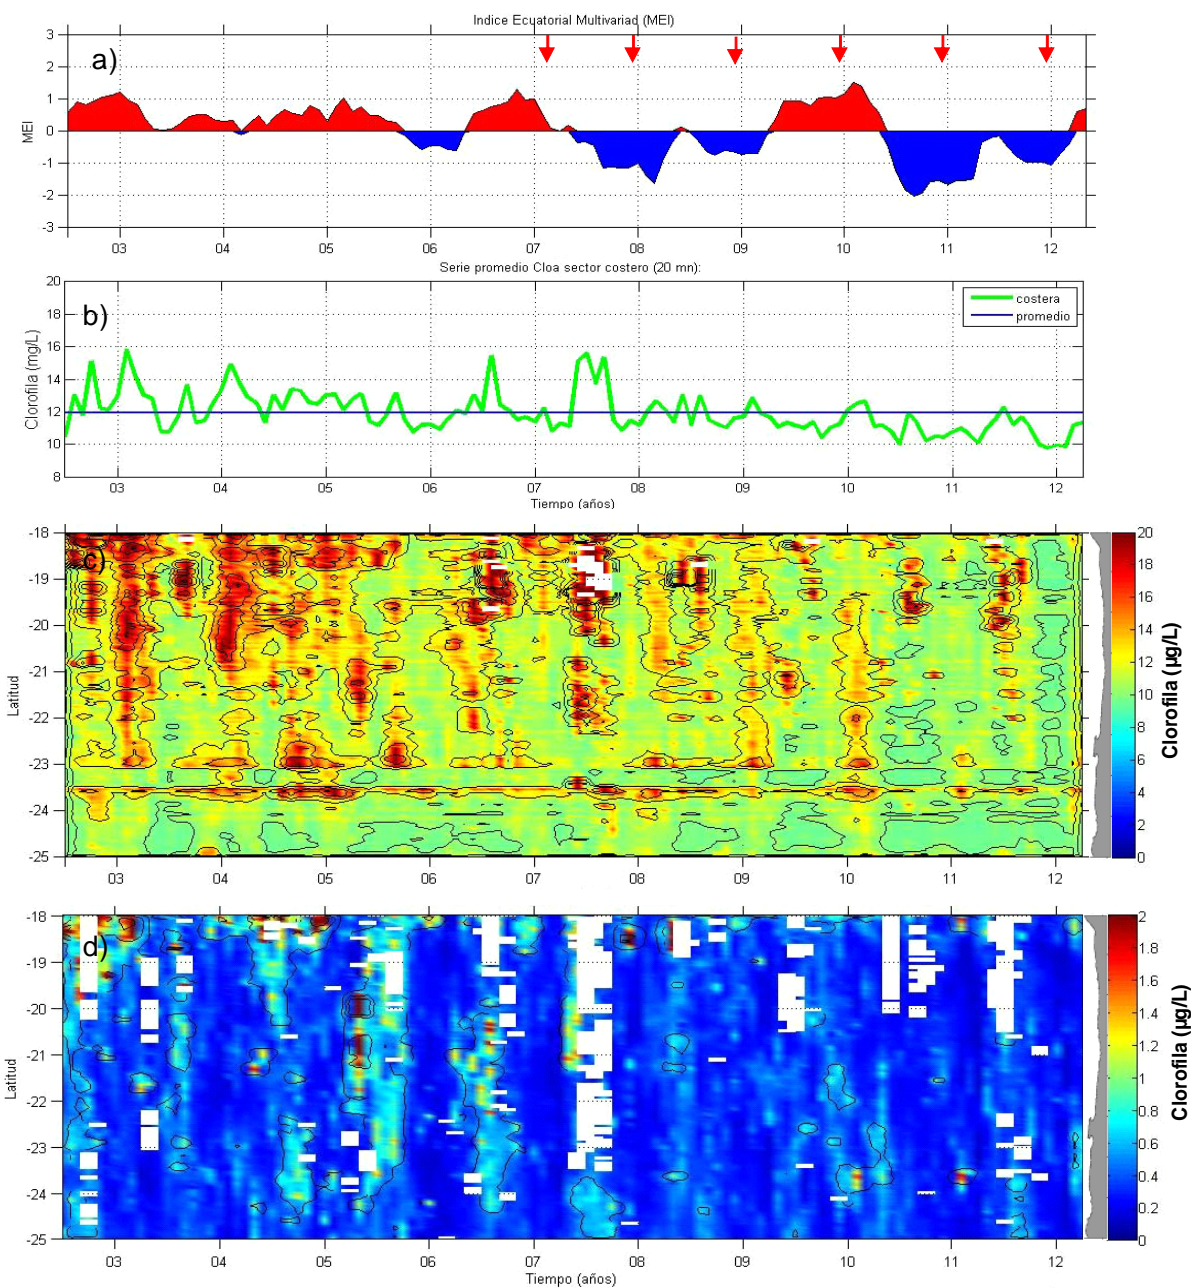 Indice Ecuatorial Multivariad (MEI)
a)
MEI
3
2
1
0
-1
-2
-3
03 04 05 06 07 08 09 10 11 12
Serie promedio Cloa sector costero (20 mn):
b)
Clorofila (mg/L)
20
18
16
14
12
10
8
costera
promedio
03 04 05 06 07 08 09 10 11 12
Tiempo (años)
c)
Latitud
-18
-19
-20
-21
-22
-23
-24
-25
03 04 05 06 07 08 09 10 11 12
20
18
16
14
12
10
8
6
4
2
0
Clorofila (µg/L)
d)
Latitud
-18
-19
-20
-21
-22
-23
-24
-25
03 04 05 06 07 08 09 10 11 12
Tiempo (años)
2
1.8
1.6
1.4
1.2
1
0.8
0.6
0.4
0.2
0
Clorofila (µg/L)